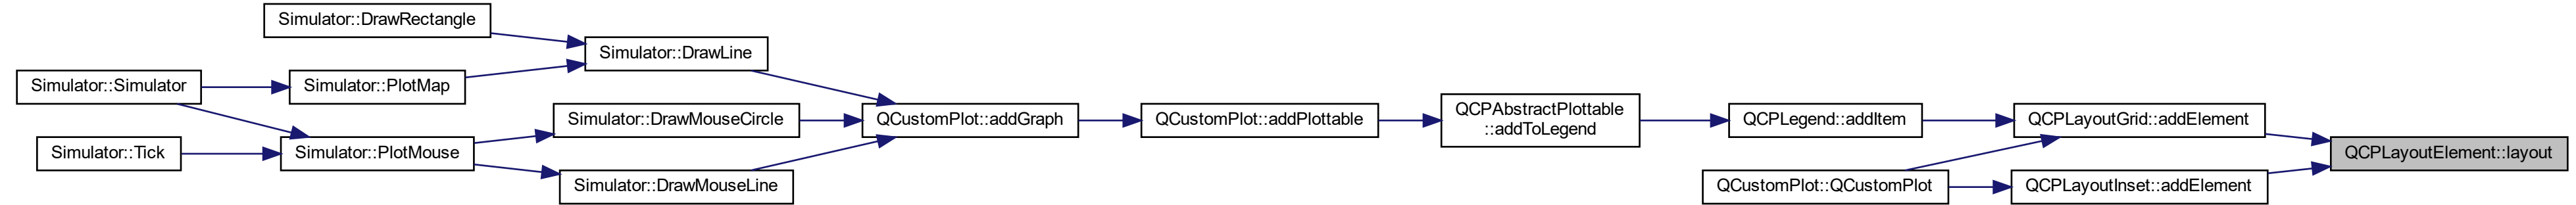 Simulator::DrawRectangle
Simulator::DrawLine
Simulator::Simulator
Simulator::PlotMap
Simulator::DrawMouseCircle
QCustomPlot::addGraph
QCustomPlot::addPlottable
QCPAbstractPlottable
::addToLegend
QCPLegend::addItem
QCPLayoutGrid::addElement
Simulator::Tick
Simulator::PlotMouse
QCPLayoutElement::layout
Simulator::DrawMouseLine
QCustomPlot::QCustomPlot
QCPLayoutInset::addElement